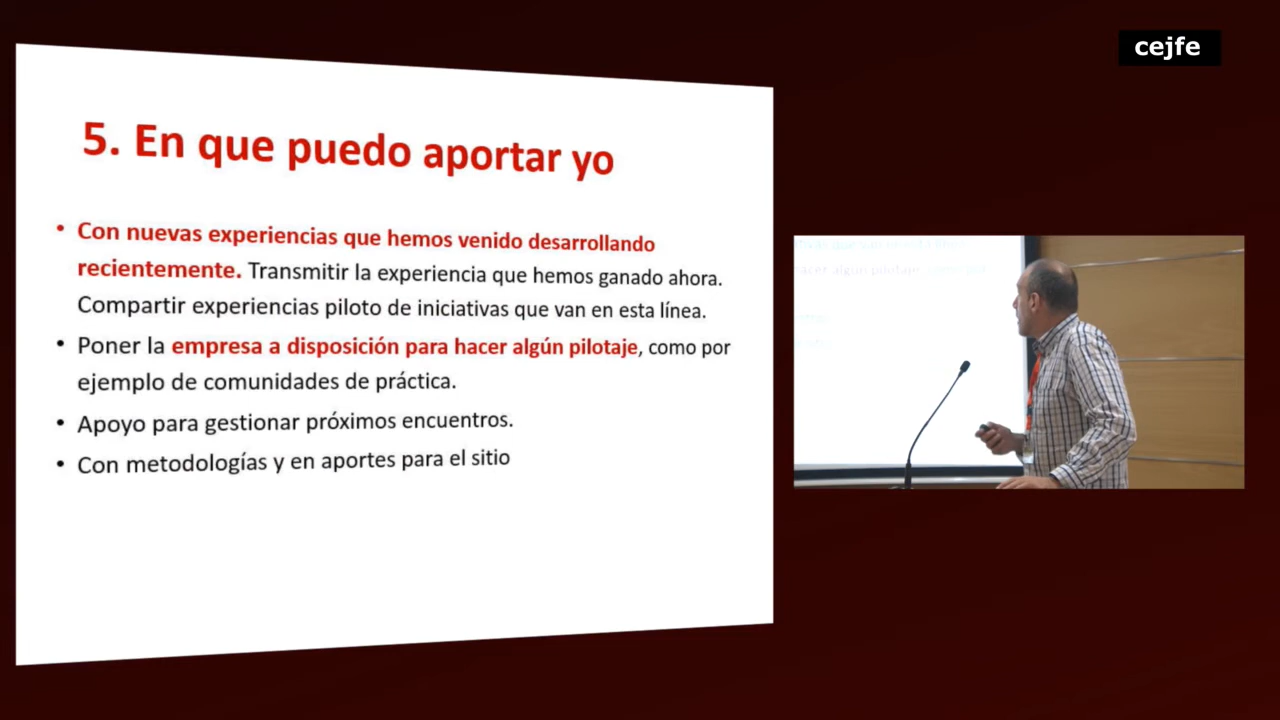 cejfe
5. En que puedo aportar yo
• Con nuevas experiencias que hemos venido desarrollando
recientemente. Transmitir la experiencia que hemos ganado ahora.
Compartir experiencias piloto de iniciativas que van en esta línea.
• Poner la empresa a disposición para hacer algún pilotaje, como por
ejemplo de comunidades de práctica.
• Apoyo para gestionar próximos encuentros.
• Con metodologías y en aportes para el sitio